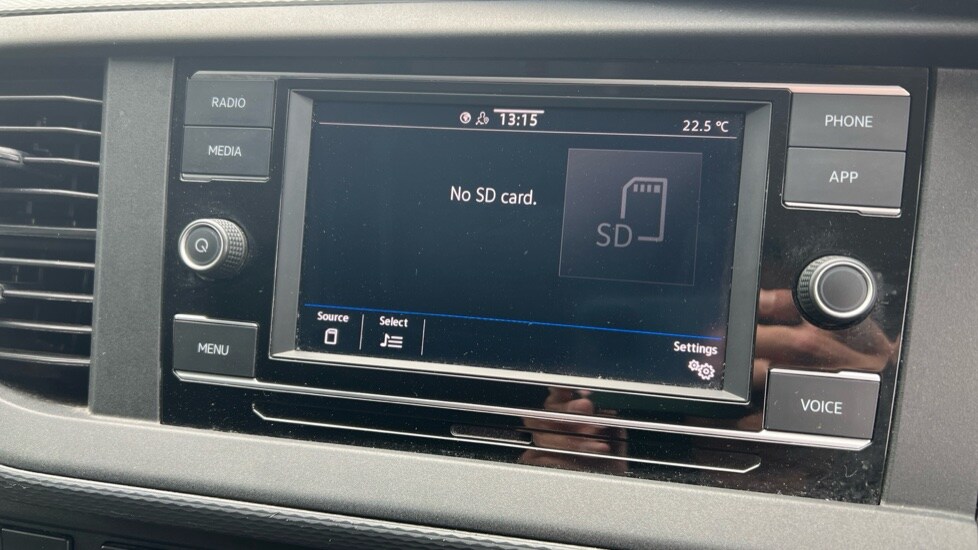 RADIO
MEDIA
MENU
13:15
22.5 °C
No SD card.
SD
Source
Select
Settings
PHONE
APP
VOICE